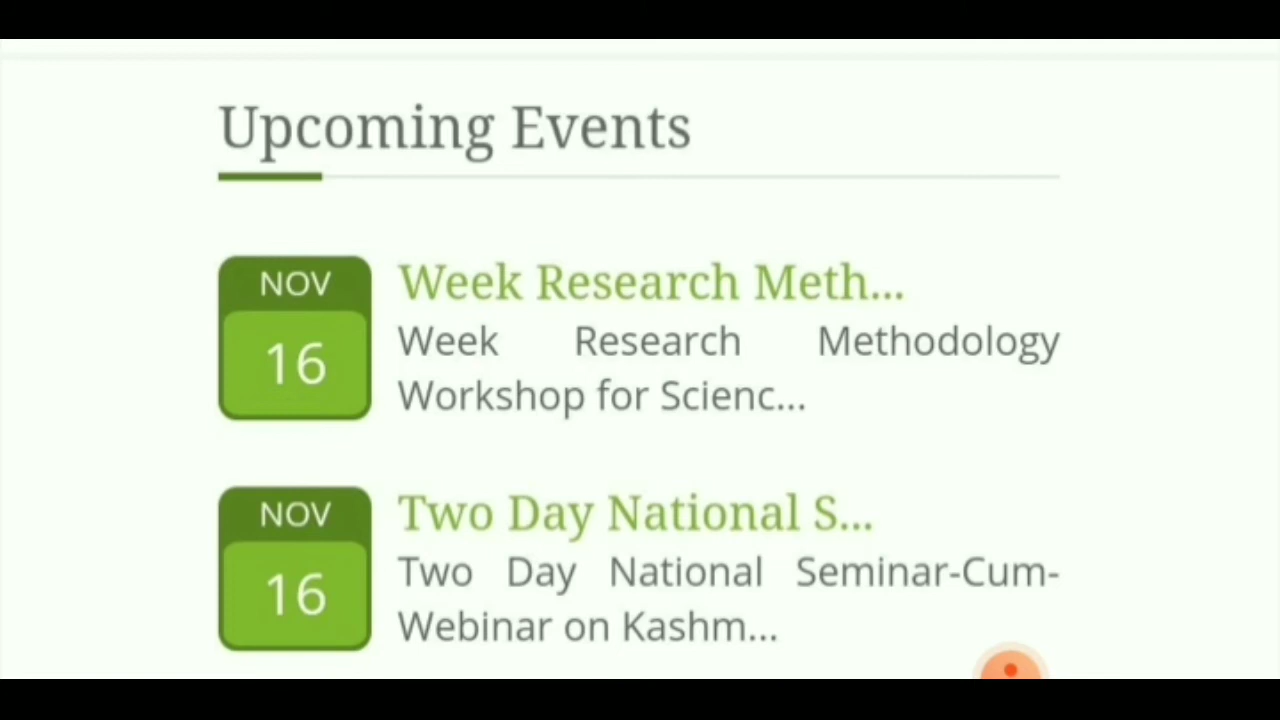 Upcoming Events
NOV
16
Week Research Meth...
Week Research Methodology
Workshop for Scienc...
NOV
16
Two Day National S...
Two Day National Seminar-Cum-
Webinar on Kashm...